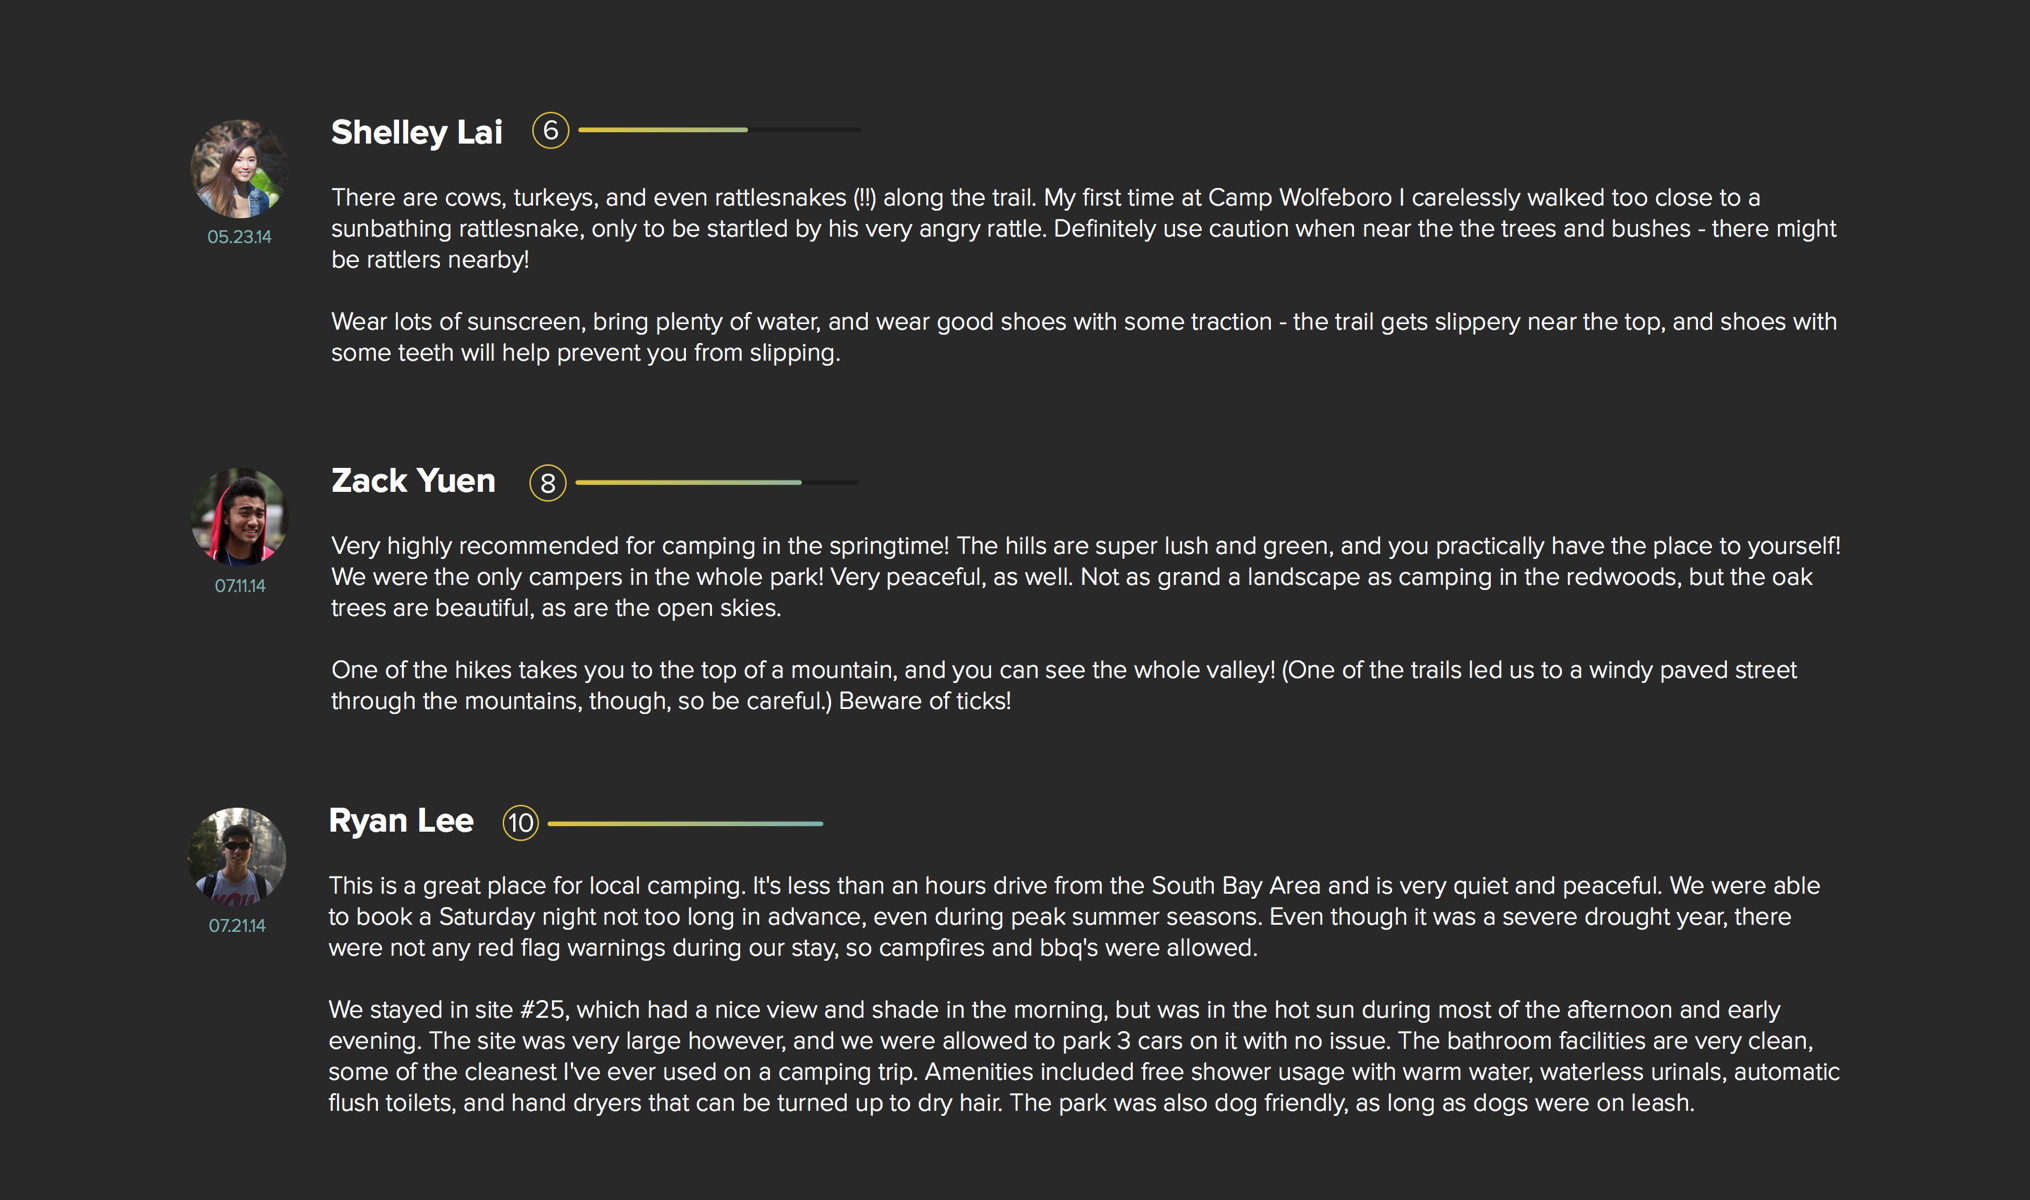 Shelley Lai 6
There are cows, turkeys, and even rattlesnakes (!!) along the trail. My first time at Camp Wolfeboro I carelessly walked too close to a
sunbathing rattlesnake, only to be startled by his very angry rattle. Definitely use caution when near the the trees and bushes - there might
be rattlers nearby!
05.23.14
Wear lots of sunscreen, bring plenty of water, and wear good shoes with some traction - the trail gets slippery near the top, and shoes with
some teeth will help prevent you from slipping.
Zack Yuen 8
Very highly recommended for camping in the springtime! The hills are super lush and green, and you practically have the place to yourself!
We were the only campers in the whole park! Very peaceful, as well. Not as grand a landscape as camping in the redwoods, but the oak
trees are beautiful, as are the open skies.
07.11.14
One of the hikes takes you to the top of a mountain, and you can see the whole valley! (One of the trails led us to a windy paved street
through the mountains, though, so be careful.) Beware of ticks!
Ryan Lee 10
This is a great place for local camping. It's less than an hours drive from the South Bay Area and is very quiet and peaceful. We were able
to book a Saturday night not too long in advance, even during peak summer seasons. Even though it was a severe drought year, there
were not any red flag warnings during our stay, so campfires and bbq's were allowed.
07.21.14
We stayed in site #25, which had a nice view and shade in the morning, but was in the hot sun during most of the afternoon and early
evening. The site was very large however, and we were allowed to park 3 cars on it with no issue. The bathroom facilities are very clean,
some of the cleanest I've ever used on a camping trip. Amenities included free shower usage with warm water, waterless urinals, automatic
flush toilets, and hand dryers that can be turned up to dry hair. The park was also dog friendly, as long as dogs were on leash.